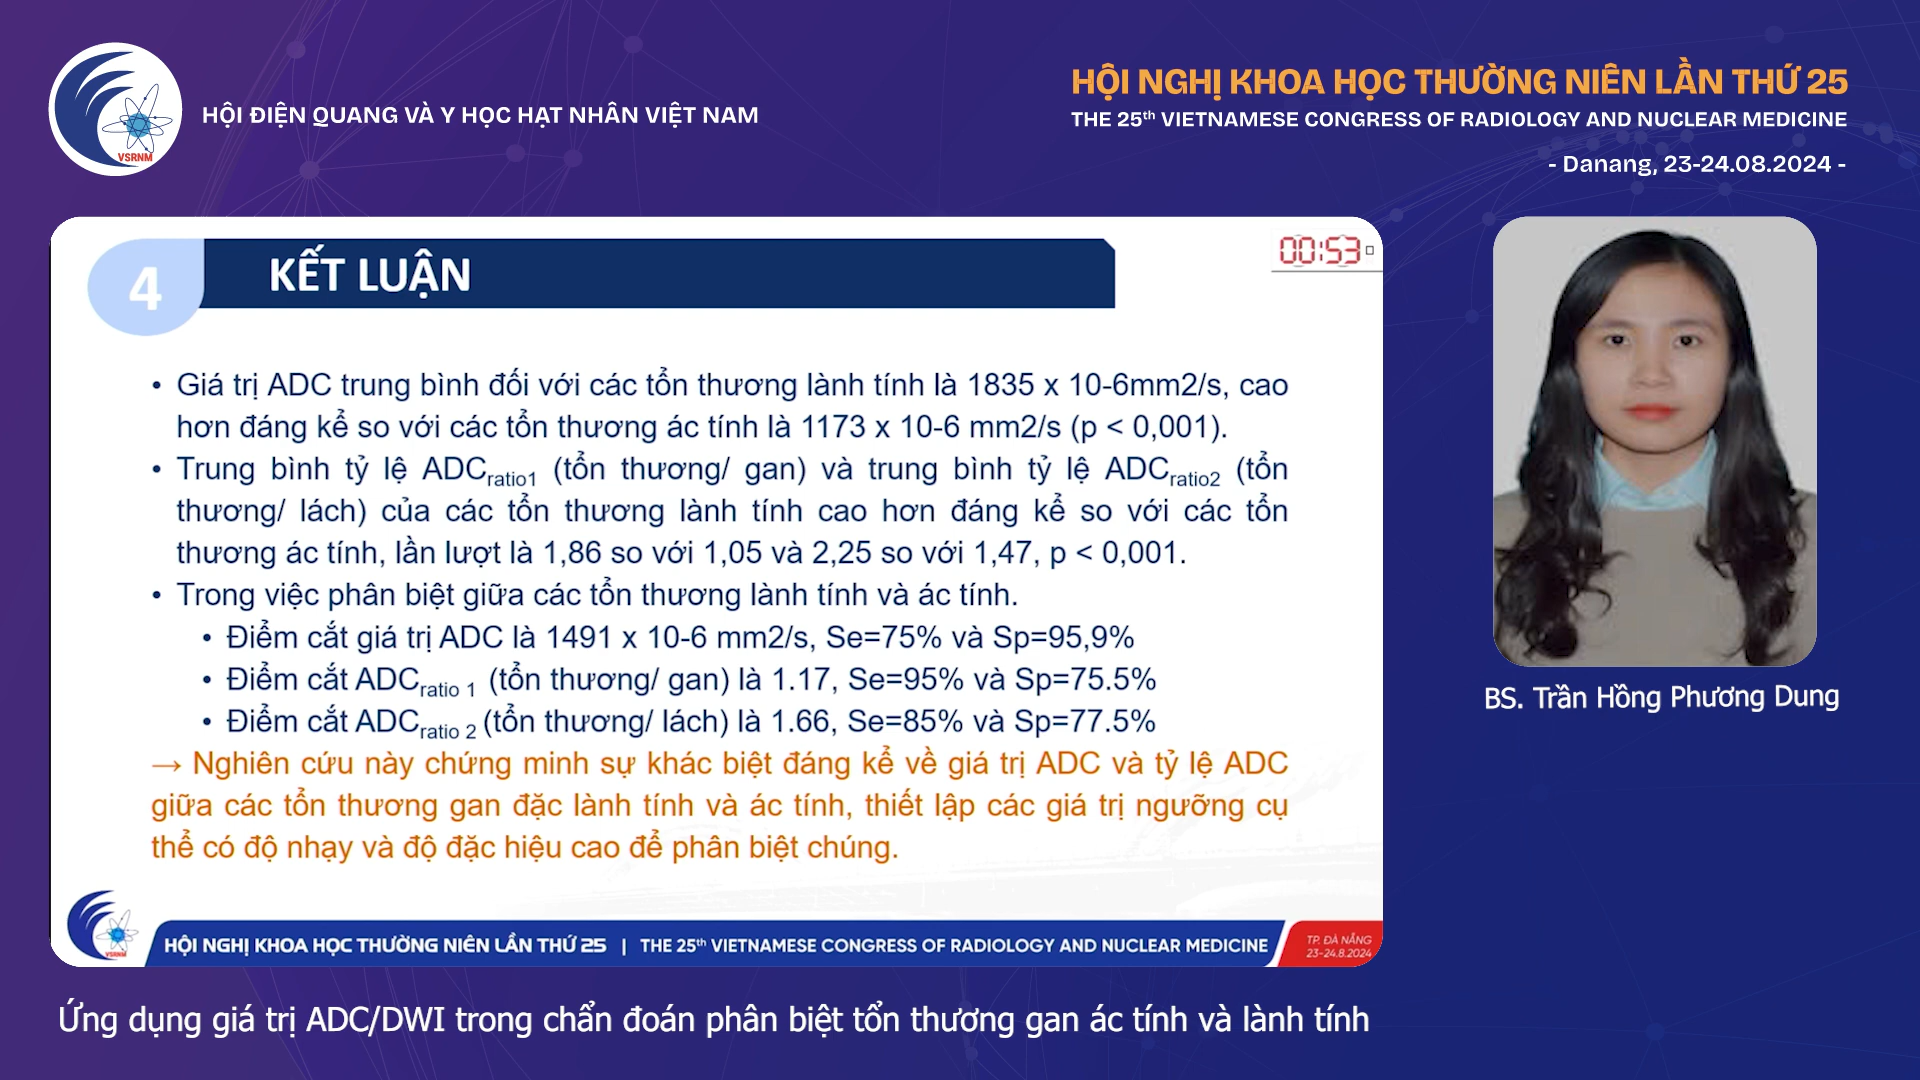 VSRNM
HỘI ĐIỆN QUANG VÀ Y HỌC HẠT NHÂN VIỆT NAM
HỘI NGHỊ KHOA HỌC THƯỜNG NIÊN LẦN THỨ 25
THE 25th VIETNAMESE CONGRESS OF RADIOLOGY AND NUCLEAR MEDICINE
- Danang, 23-24.08.2024 -
4
KẾT LUẬN
00:53
• Giá trị ADC trung bình đối với các tổn thương lành tính là 1835 x 10-6mm2/s, cao
hơn đáng kể so với các tổn thương ác tính là 1173 x 10-6 mm2/s (p < 0,001).
• Trung bình tỷ lệ ADCratio1 (tổn thương/ gan) và trung bình tỷ lệ ADCratio2 (tổn
thương/ lách) của các tổn thương lành tính cao hơn đáng kể so với các tổn
thương ác tính, lần lượt là 1,86 so với 1,05 và 2,25 so với 1,47, p < 0,001.
• Trong việc phân biệt giữa các tổn thương lành tính và ác tính.
• Điểm cắt giá trị ADC là 1491 x 10-6 mm2/s, Se=75% và Sp=95,9%
• Điểm cắt ADCratio 1 (tổn thương/ gan) là 1.17, Se=95% và Sp=75.5%
• Điểm cắt ADCratio 2 (tổn thương/ lách) là 1.66, Se=85% và Sp=77.5%
→ Nghiên cứu này chứng minh sự khác biệt đáng kể về giá trị ADC và tỷ lệ ADC
giữa các tổn thương gan đặc lành tính và ác tính, thiết lập các giá trị ngưỡng cụ
thể có độ nhạy và độ đặc hiệu cao để phân biệt chúng.
VSRNM
HỘI NGHỊ KHOA HỌC THƯỜNG NIÊN LẦN THỨ 25 | THE 25th VIETNAMESE CONGRESS OF RADIOLOGY AND NUCLEAR MEDICINE
TP. ĐÀ NẴNG
23-24.8.2024
BS. Trần Hồng Phương Dung
Ứng dụng giá trị ADC/DWI trong chẩn đoán phân biệt tổn thương gan ác tính và lành tính